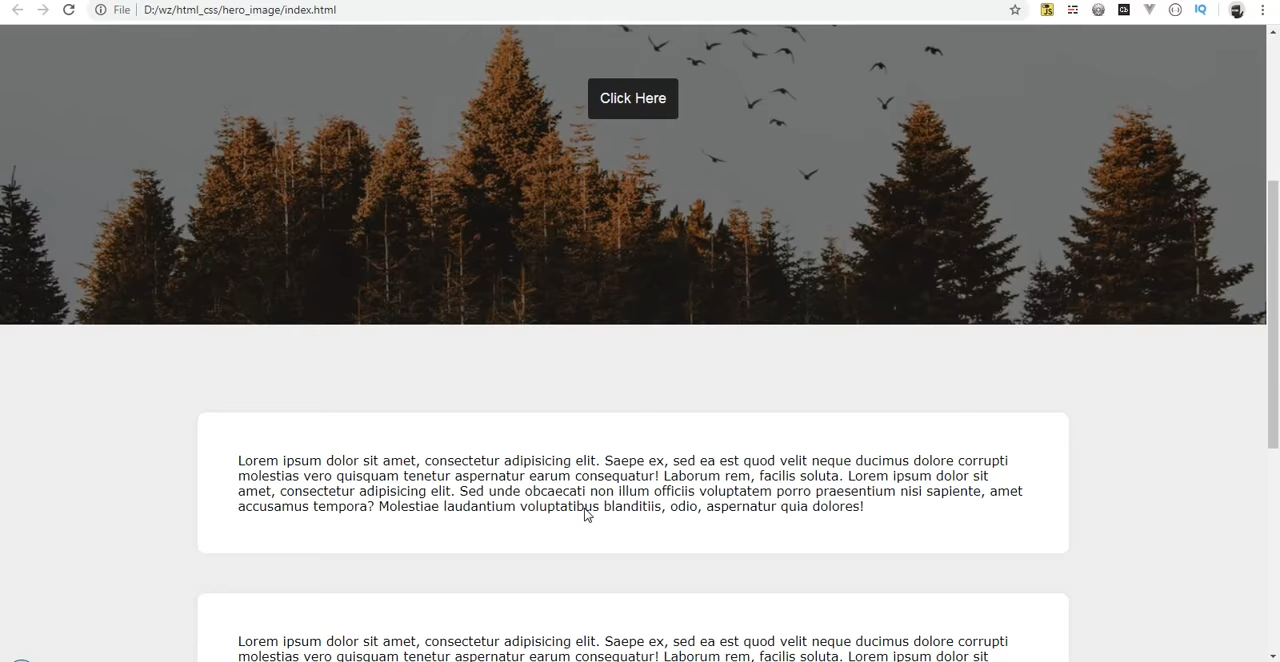 File D:/wz/html_css/hero_image/index.html
JS Cb IQ
Click Here
Lorem ipsum dolor sit amet, consectetur adipisicing elit. Saepe ex, sed ea est quod velit neque ducimus dolore corrupti
molestias vero quisquam tenetur aspernatur earum consequatur! Laborum rem, facilis soluta. Lorem ipsum dolor sit
amet, consectetur adipisicing elit. Sed unde obcaecati non illum officiis voluptatem porro praesentium nisi sapiente, amet
accusamus tempora? Molestiae laudantium voluptatibus blanditiis, odio, aspernatur quia dolores!
Lorem ipsum dolor sit amet, consectetur adipisicing elit. Saepe ex, sed ea est quod velit neque ducimus dolore corrupti
molestias vero quisquam tenetur aspernatur earum consequatur! Laborum rem, facilis soluta. Lorem ipsum dolor sit